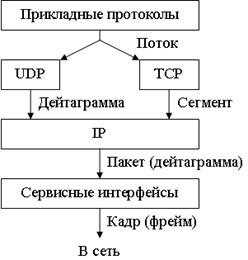 Прикладные протоколы
Поток
UDP
TCP
Дейтаграмма
Сегмент
IP
Пакет (дейтаграмма)
Сервисные интерфейсы
Кадр (фрейм)
В сеть